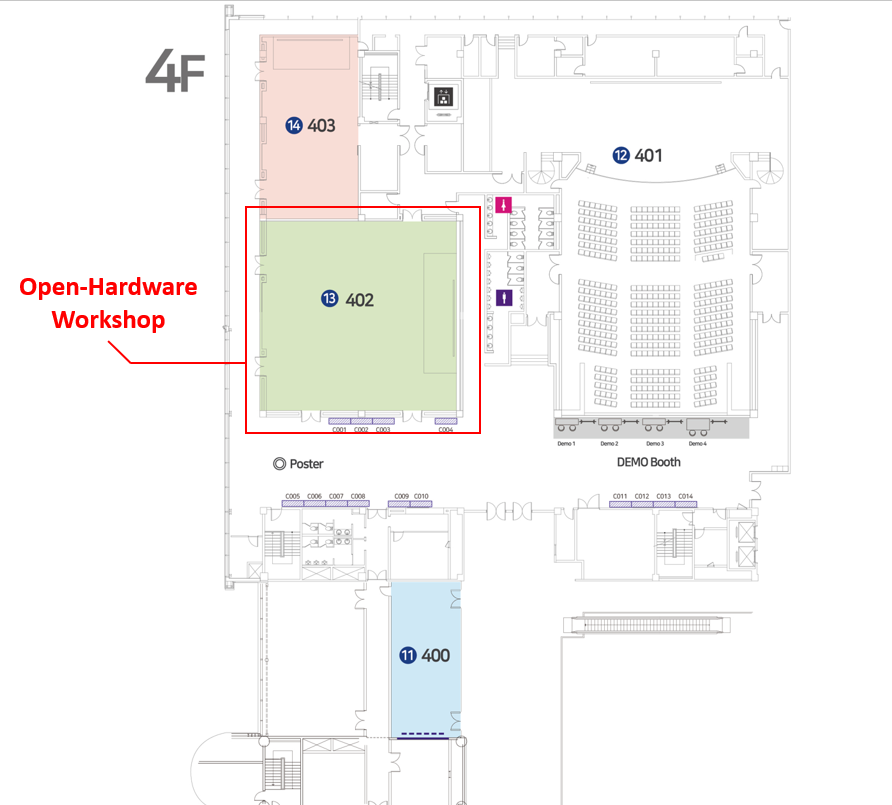 4F
14 403
12 401
Open-Hardware
Workshop
13 402
C001 C002 C003 C004
Demo 1 Demo 2 Demo 3 Demo 4
Poster
DEMO Booth
C005 C006 C007 C008 C009 C010
C011 C012 C013 C014
11 400